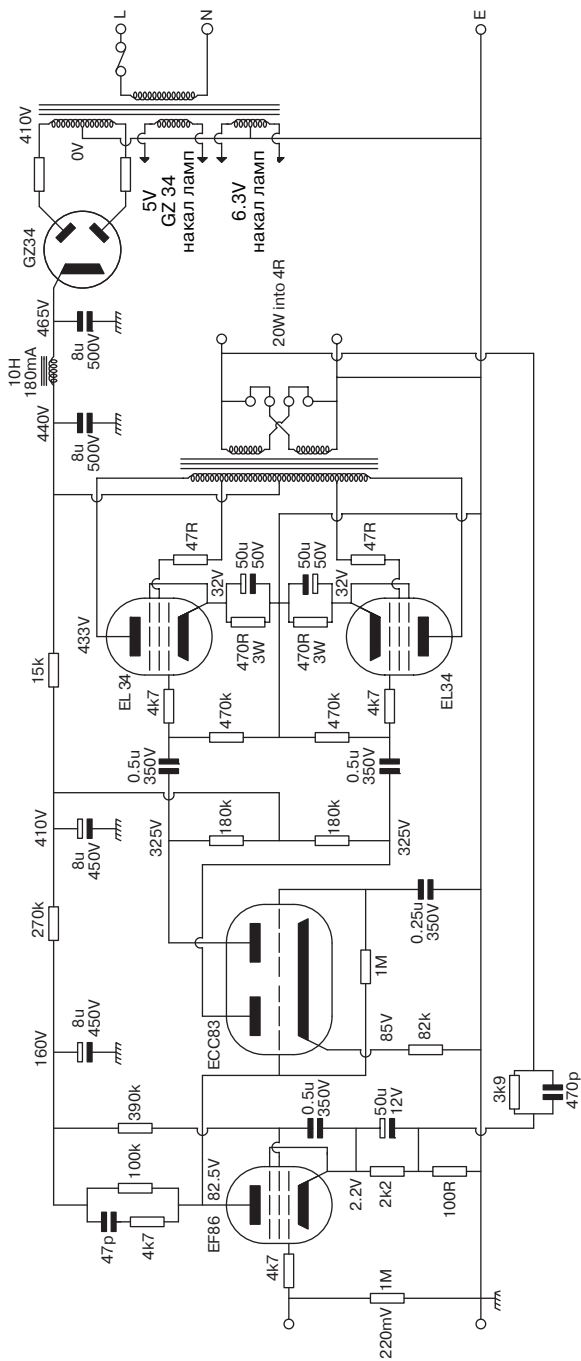 L
N
E
410V
0V
5V
GZ 34
накал ламп
6.3V
накал ламп
GZ34
465V
8u
500V
10H
180mA
440V
8u
500V
20W into 4R
47R
50u
50V
32V
433V
EL 34
470R
3W
470R
3W
50u
50V
32V
47R
EL34
15k
4k7
470k
470k
4k7
0.5u
350V
0.5u
350V
410V
8u
450V
325V
180k
180k
325V
270k
ECC83
1M
0.25u
350V
85V
82k
160V
8u
450V
390k
100k
47p
4k7
82.5V
EF86
0.5u
350V
50u
12V
2.2V
2k2
100R
3k9
470p
4k7
1M
220mV